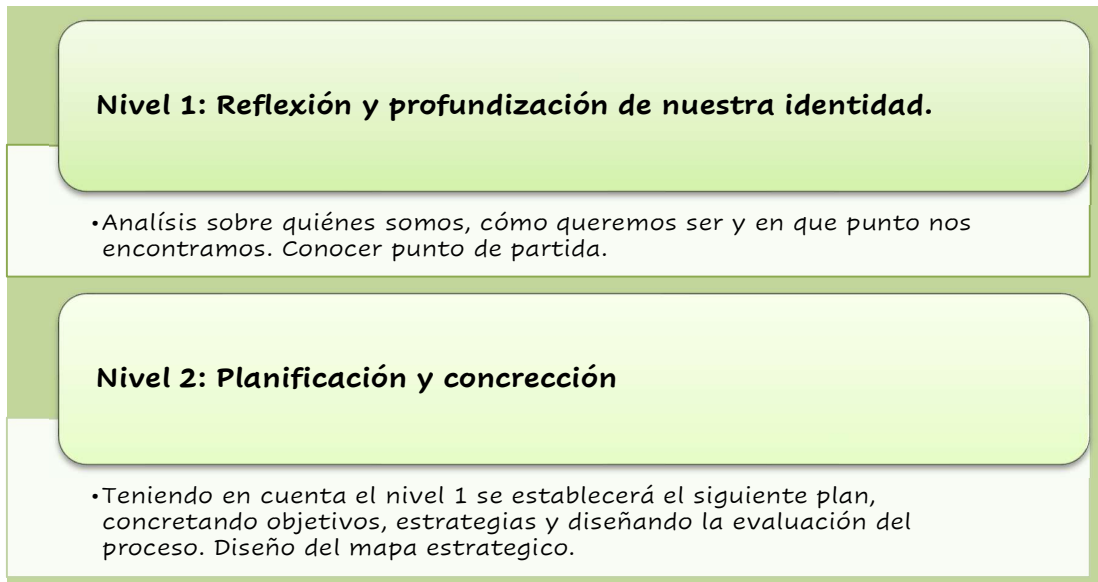 Nivel 1: Reflexión y profundización de nuestra identidad.
•Analísis sobre quiénes somos, cómo queremos ser y en que punto nos
encontramos. Conocer punto de partida.
Nivel 2: Planificación y concrección
•Teniendo en cuenta el nivel 1 se establecerá el siguiente plan,
concretando objetivos, estrategias y diseñando la evaluación del
proceso. Diseño del mapa estrategico.